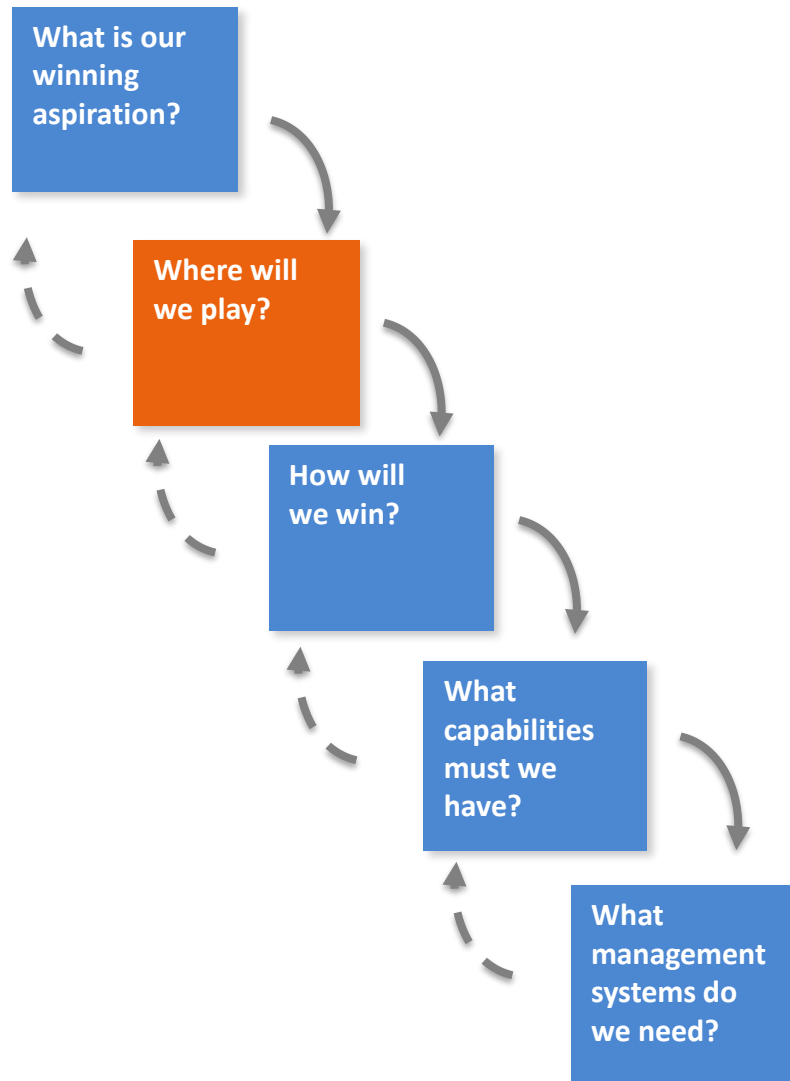 What is our
winning
aspiration?
Where will
we play?
How will
we win?
What
capabilities
must we
have?
What
management
systems do
we need?